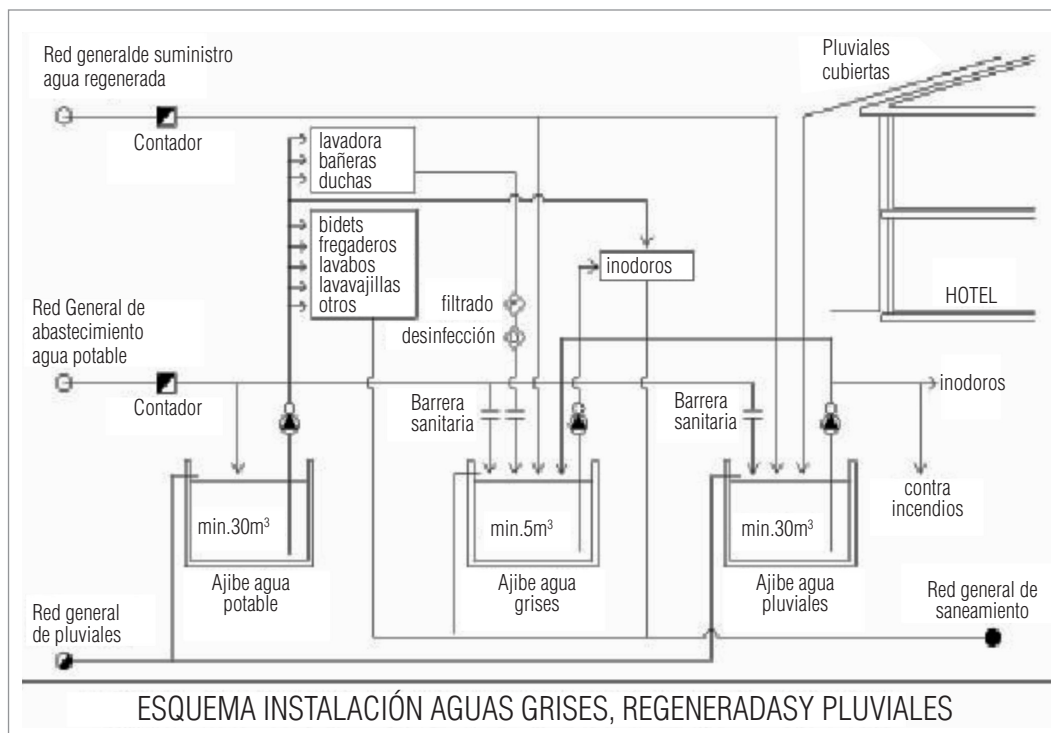 Red generalde suministro
agua regenerada
Contador
Pluviales
cubiertas
lavadora
bañeras
duchas
bidets
fregaderos
lavabos
lavavajillas
otros
inodoros
HOTEL
filtrado
desinfección
Red General de
abastecimiento
agua potable
Contador
Barrera
sanitaria
Barrera
sanitaria
inodoros
contra
incendios
min.30m³
min.5m³
min.30m³
Ajibe agua
potable
Ajibe agua
grises
Ajibe agua
pluviales
Red general
de pluviales
Red general de
saneamiento
ESQUEMA INSTALACIÓN AGUAS GRISES, REGENERADASY PLUVIALES